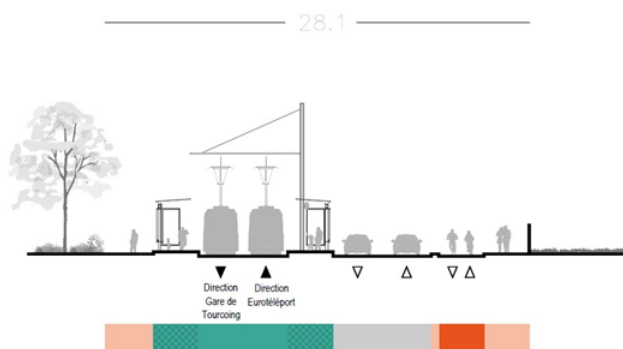 28.1
Direction
Gare de
Tourcoing
Direction
Eurotéléport